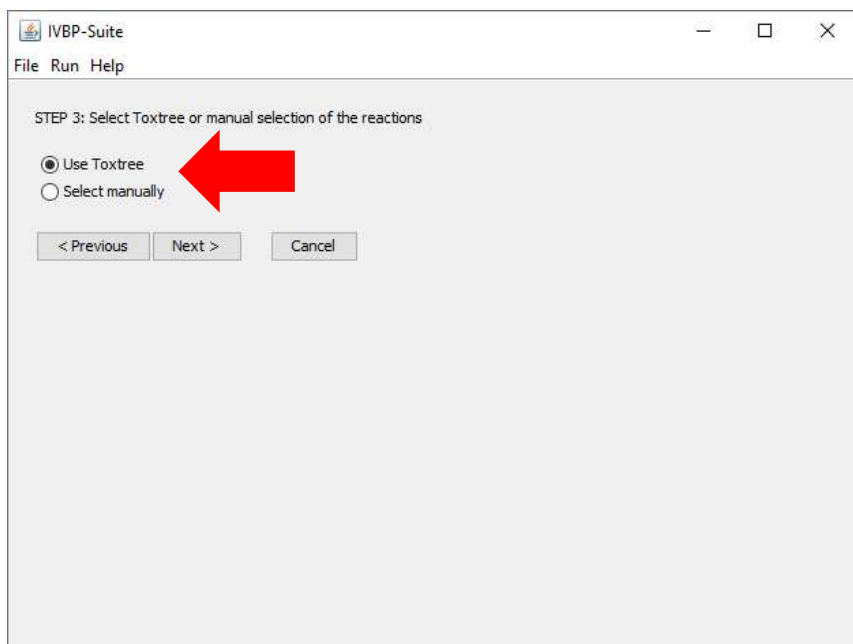 IVBP-Suite
File Run Help
STEP 3: Select Toxtree or manual selection of the reactions
Use Toxtree
Select manually
< Previous Next > Cancel